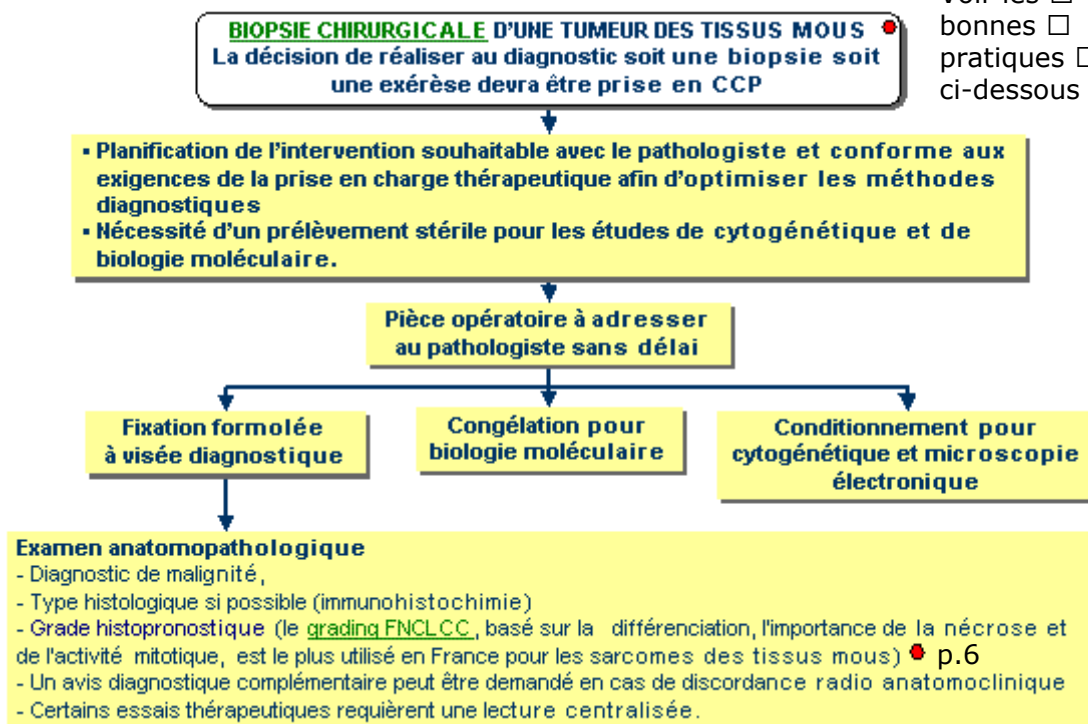 BIOPSIE CHIRURGICALE D'UNE TUMEUR DES TISSUS MOUS
La décision de réaliser au diagnostic soit une biopsie soit
une exérèse devra être prise en CCP
Voir les □
bonnes □
pratiques □
ci-dessous
▪ Planification de l'intervention souhaitable avec le pathologiste et conforme aux
exigences de la prise en charge thérapeutique afin d'optimiser les méthodes
diagnostiques
▪ Nécessité d'un prélèvement stérile pour les études de cytogénétique et de
biologie moléculaire.
Pièce opératoire à adresser
au pathologiste sans délai
Fixation formolée
à visée diagnostique
Congélation pour
biologie moléculaire
Conditionnement pour
cytogénétique et microscopie
électronique
Examen anatomopathologique
- Diagnostic de malignité,
- Type histologique si possible (immunohistochimie)
- Grade histopronostique (le grading FNCLCC, basé sur la différenciation, l'importance de la nécrose et
de l'activité mitotique, est le plus utilisé en France pour les sarcomes des tissus mous) p.6
- Un avis diagnostique complémentaire peut être demandé en cas de discordance radio anatomoclinique
- Certains essais thérapeutiques requièrent une lecture centralisée.